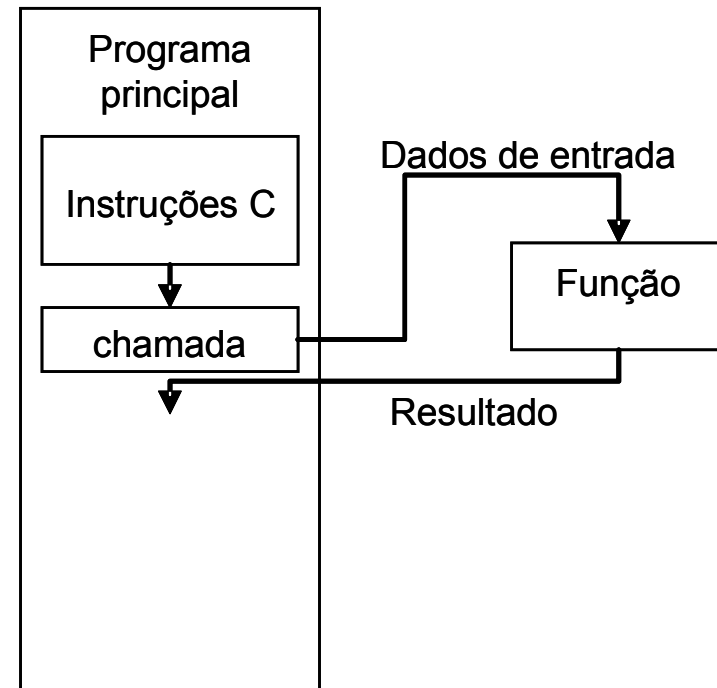 Programa
principal
Instruções C
chamada
Dados de entrada
Função
Resultado